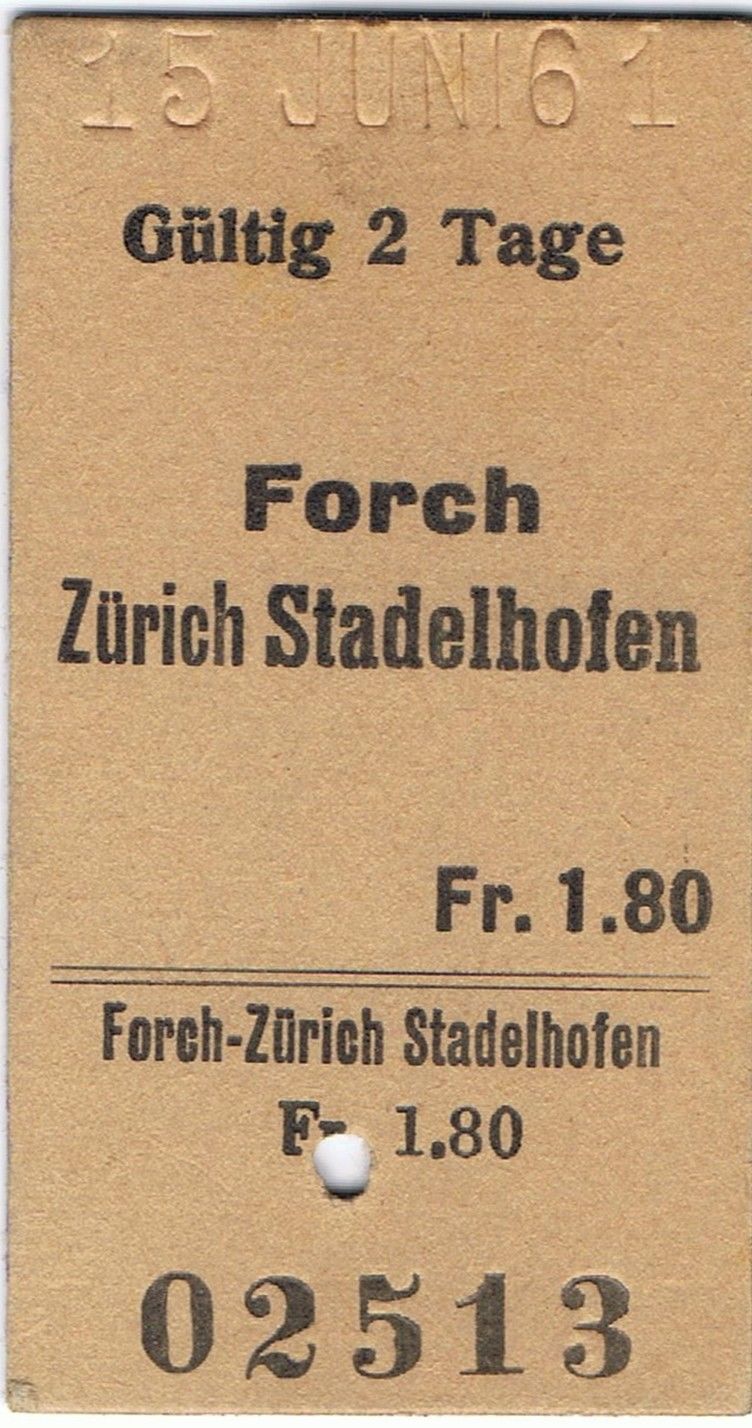 15 JUNI 61
Gültig 2 Tage
Forch
Zürich Stadelhofen
Fr. 1.80
Forch-Zürich Stadelhofen
Fr. 1.80
02513